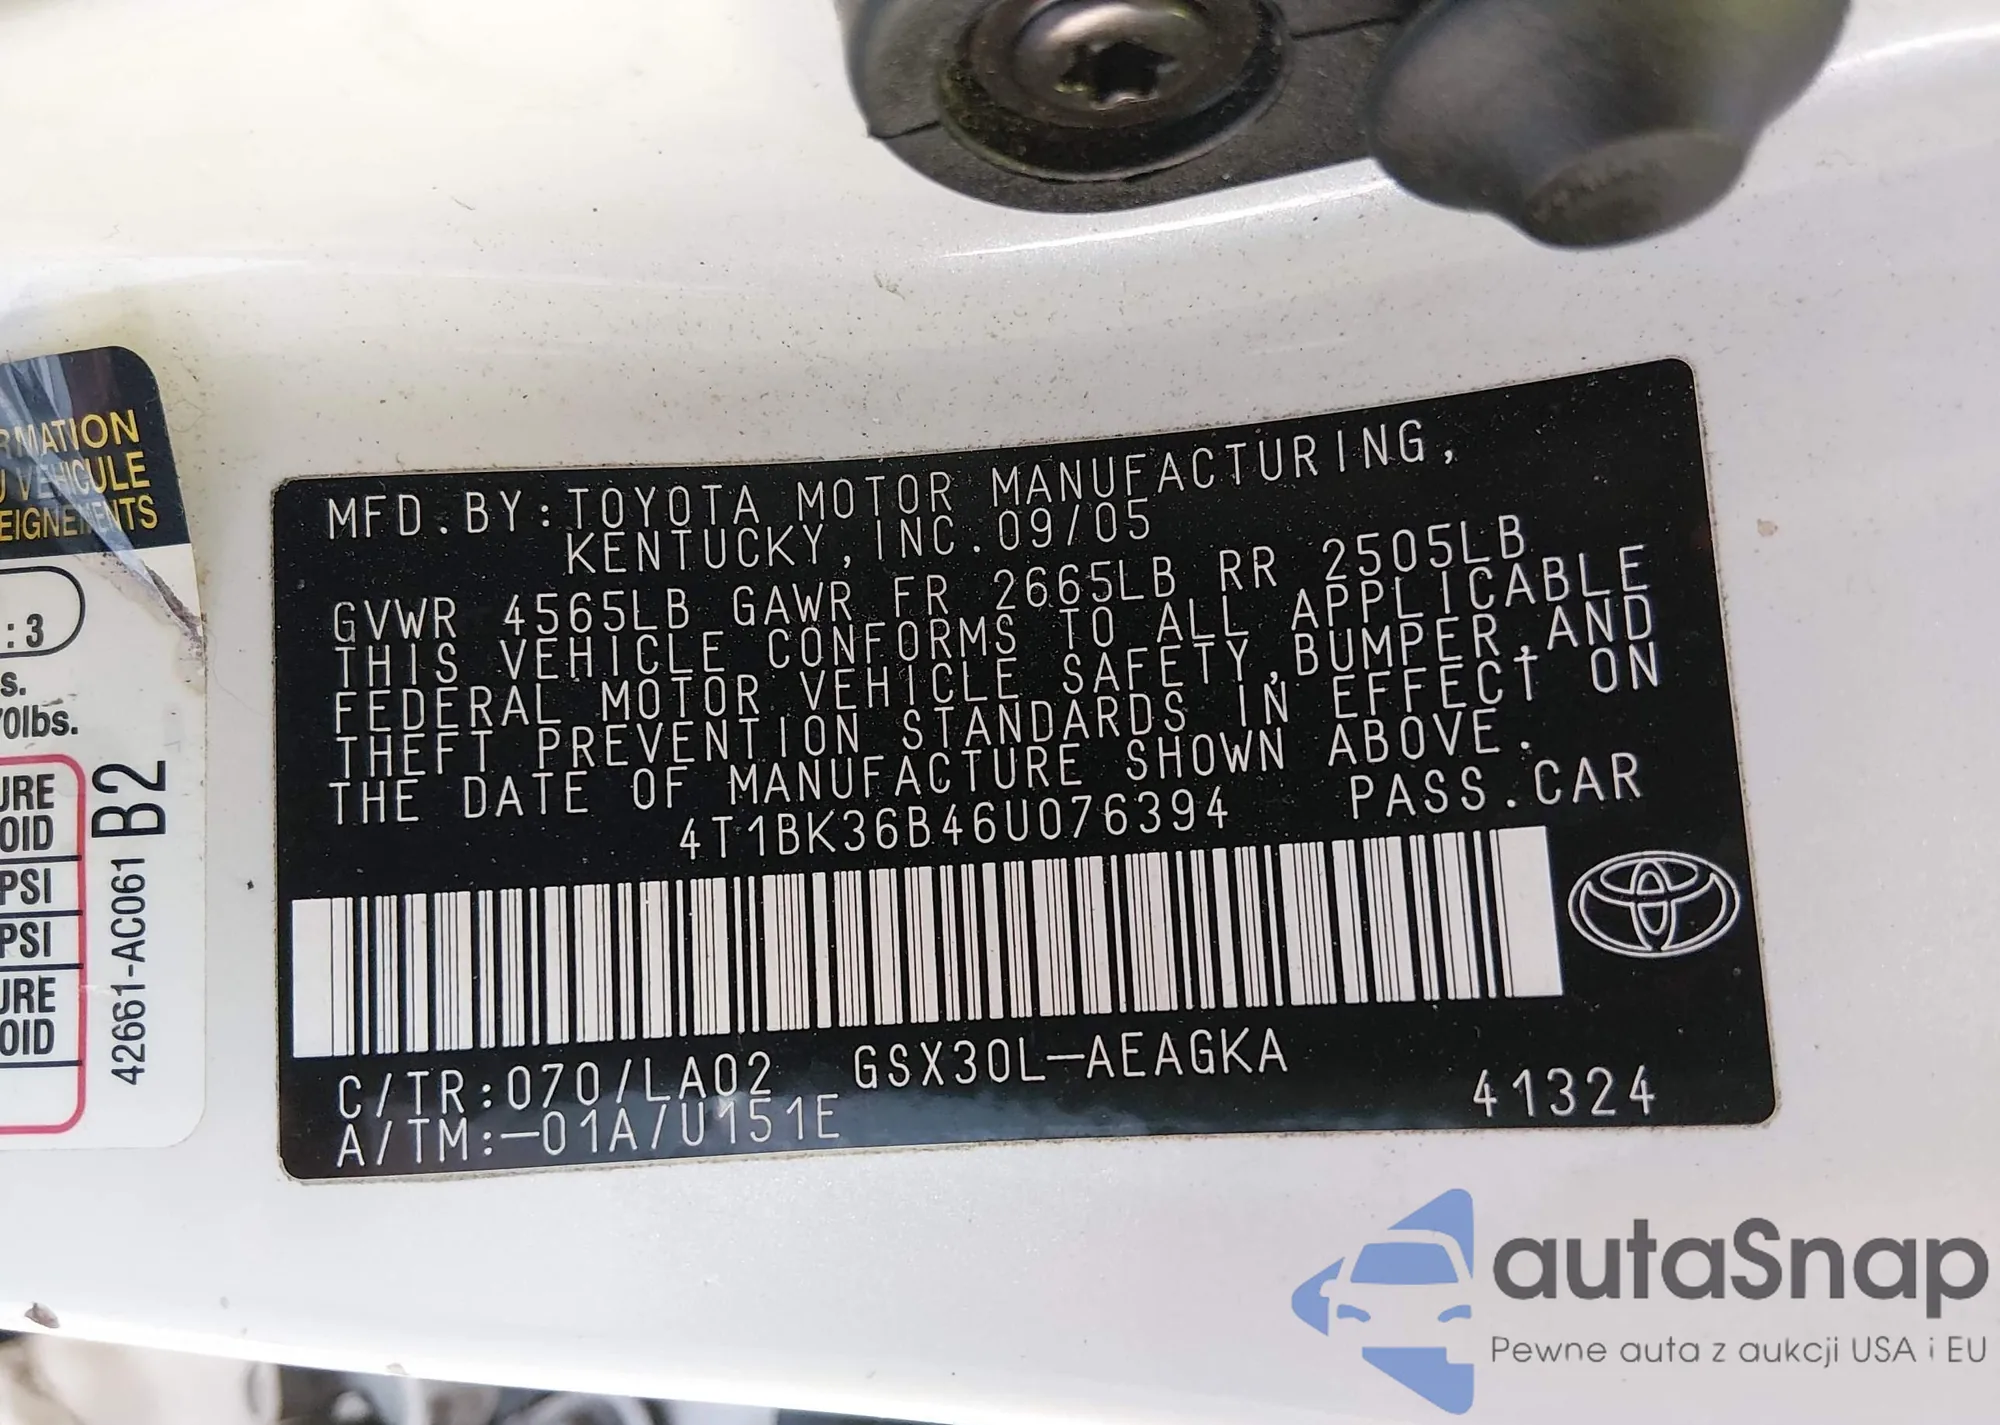 RMATION
VEHICULE
EIGNEMENTS
:3
s.
70lbs.
URE
OID
PSI
PSI
URE
OID
B2
42661-AC061
MFD.BY:TOYOTA MOTOR MANUFACTURING,
KENTUCKY,INC.09/05
GVWR 4565LB GAWR FR 2665LB RR 2505LB
THIS VEHICLE CONFORMS TO ALL APPLICABLE
FEDERAL MOTOR VEHICLE SAFETY,BUMPER,AND
THEFT PREVENTION STANDARDS IN EFFECT ON
THE DATE OF MANUFACTURE SHOWN ABOVE.
4T1BK36B46U076394 PASS.CAR
C/TR:070/LA02 GSX30L-AEAGKA
A/TM:-01A/U151E 41324
autaSnap
Pewne auta z aukcji USA i EU